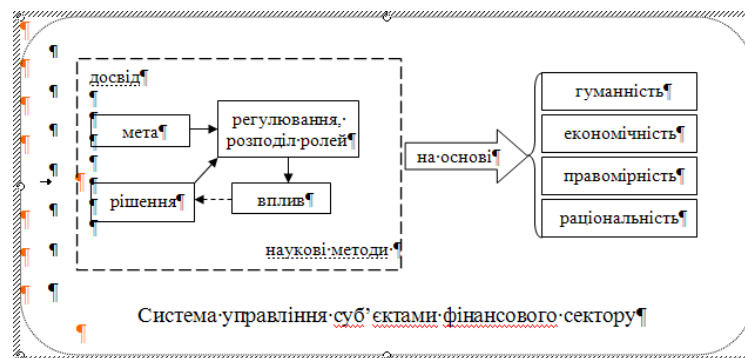 досвід
мета
регулювання,
розподіл ролей
рішення
вплив
наукові методи
на основі
гуманність
економічність
правомірність
раціональність
Система управління суб’єктами фінансового сектору